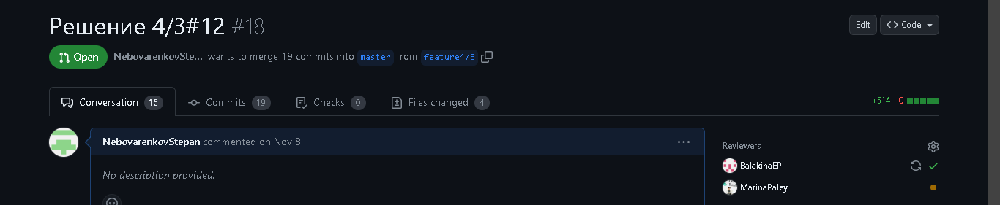 Решение 4/3#12 #18
Edit
Code
Open
NebovarenkovSte... wants to merge 19 commits into master from feature4/3
Conversation 16
Commits 19
Checks 0
Files changed 4
+514 −0
NebovarenkovStepan commented on Nov 8
No description provided.
Reviewers
BalakinaEP
MarinaPaley